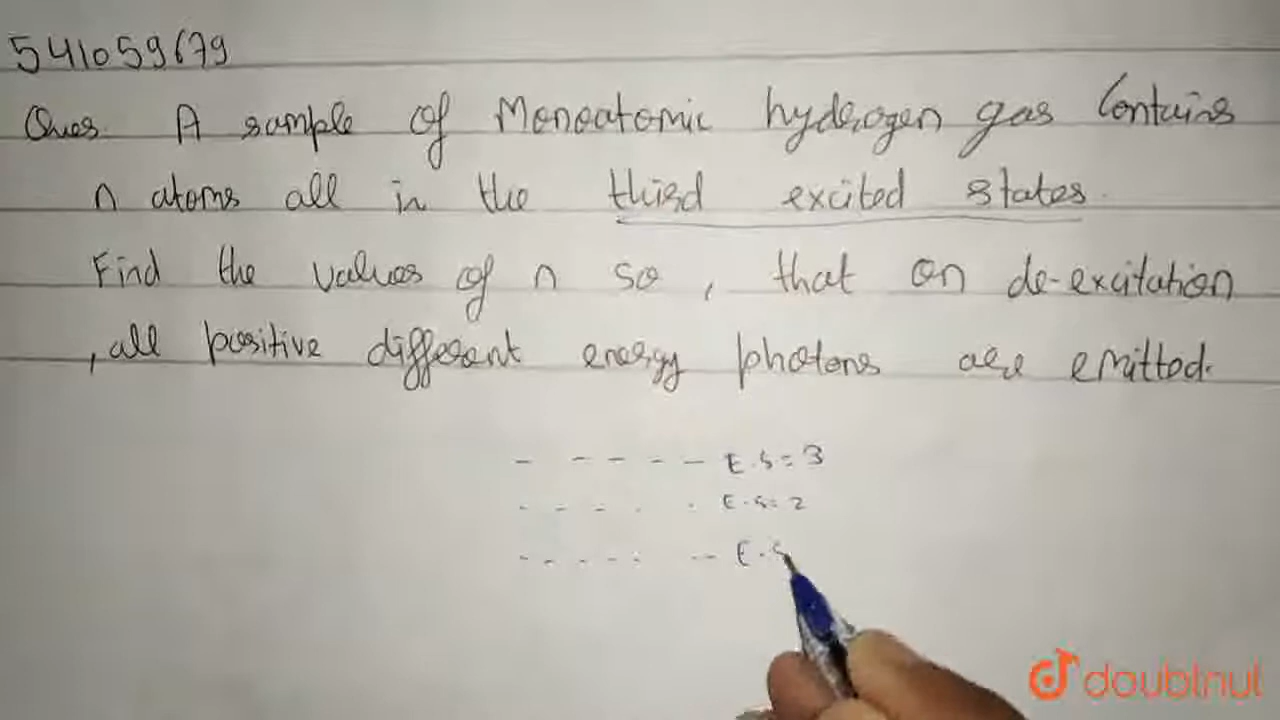 541059679
Ques. A sample of Monoatomic hydrogen gas Contains
n atoms all in the third excited states.
Find the values of n so, that on de-excitation
, all positive different energy photons are emitted.
E.S=3
E.S=2
E.S
doubtnut